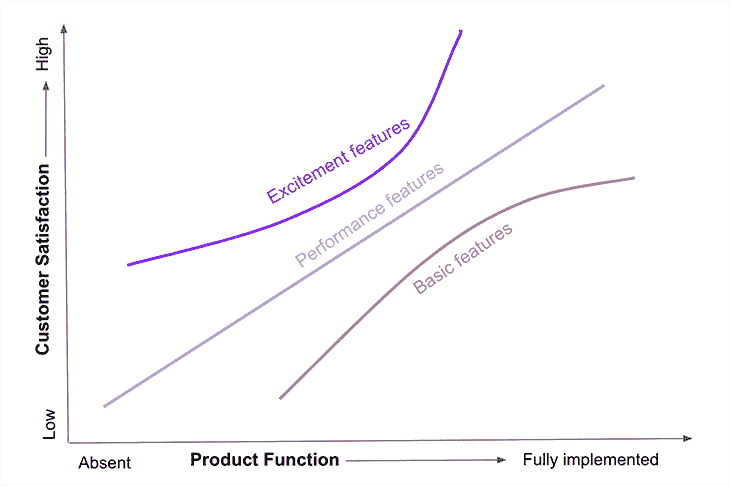 High
Customer Satisfaction
Low
Excitement features
Performance features
Basic features
Absent
Product Function
Fully implemented